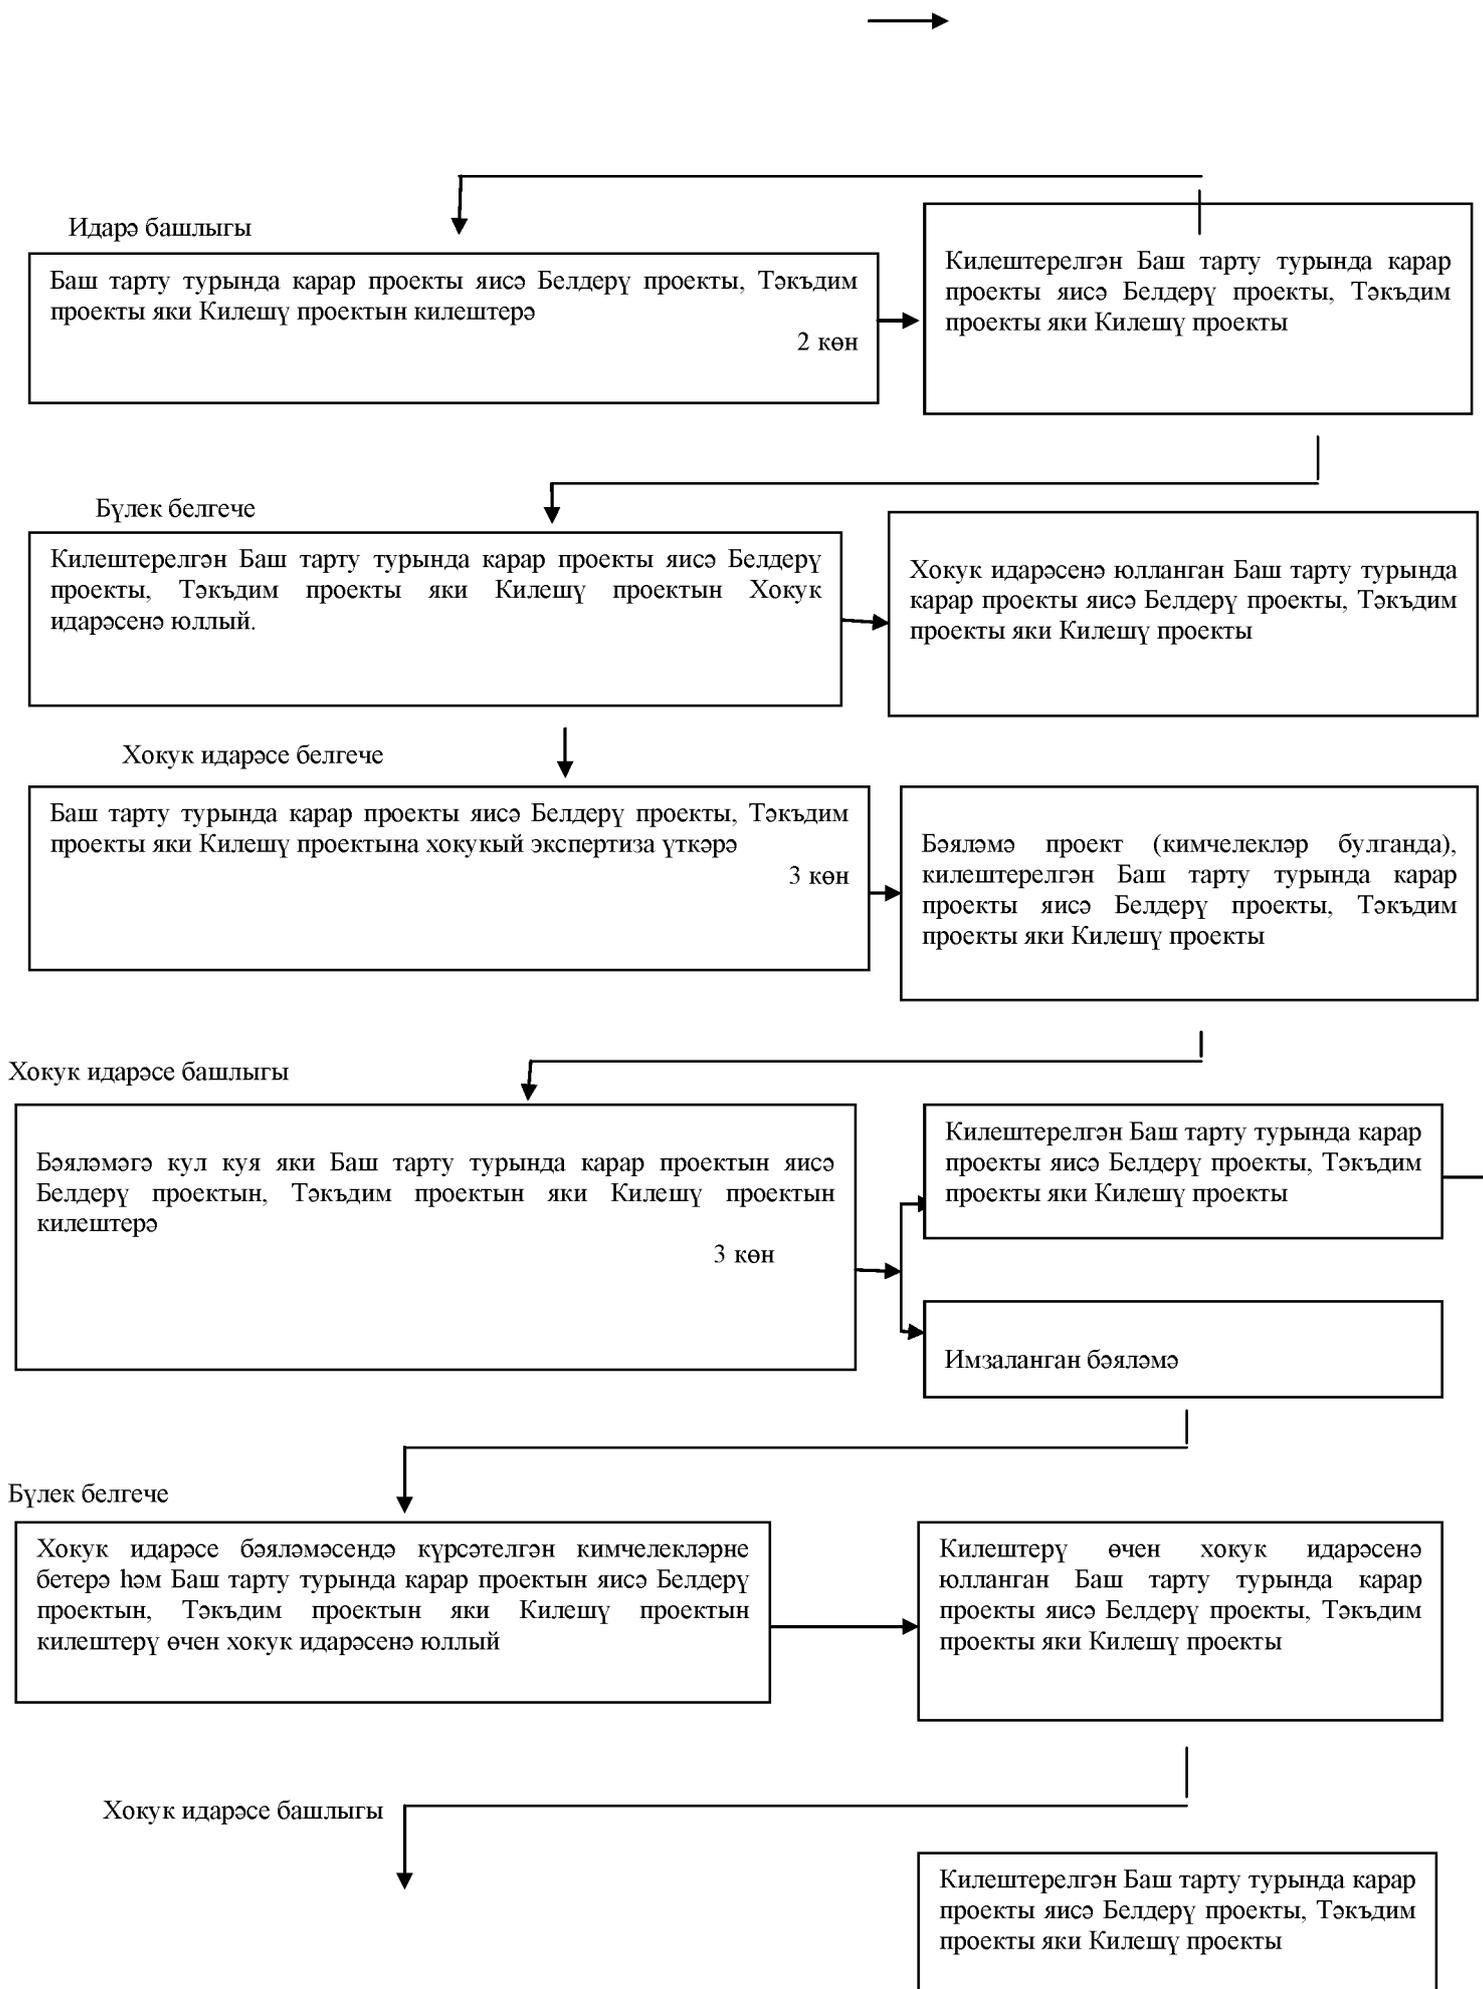 Идарә башлыгы
Баш тарту турында карар проекты яисә Белдерү проекты, Тәкъдим
проекты яки Килешү проектын килештерә
2 көн
Килештерелгән Баш тарту турында карар
проекты яисә Белдерү проекты, Тәкъдим
проекты яки Килешү проекты
Бүлек белгече
Килештерелгән Баш тарту турында карар проекты яисә Белдерү
проекты, Тәкъдим проекты яки Килешү проектын Хокук
идарәсенә юллый.
Хокук идарәсенә юлланган Баш тарту турында
карар проекты яисә Белдерү проекты, Тәкъдим
проекты яки Килешү проекты
Хокук идарәсе белгече
Баш тарту турында карар проекты яисә Белдерү проекты, Тәкъдим
проекты яки Килешү проектына хокукый экспертиза үткәрә
3 көн
Бәяләмә проект (кимчелекләр булганда),
килештерелгән Баш тарту турында карар
проекты яисә Белдерү проекты, Тәкъдим
проекты яки Килешү проекты
Хокук идарәсе башлыгы
Бәяләмәгә кул куя яки Баш тарту турында карар проектын яисә
Белдерү проектын, Тәкъдим проектын яки Килешү проектын
килештерә
3 көн
Килештерелгән Баш тарту турында карар
проекты яисә Белдерү проекты, Тәкъдим
проекты яки Килешү проекты
Имзаланган бәяләмә
Бүлек белгече
Хокук идарәсе бәяләмәсендә күрсәтелгән кимчелекләрне
бетерә һәм Баш тарту турында карар проектын яисә Белдерү
проектын, Тәкъдим проектын яки Килешү проектын
килештерү өчен хокук идарәсенә юллый
Килештерү өчен хокук идарәсенә
юлланган Баш тарту турында карар
проекты яисә Белдерү проекты, Тәкъдим
проекты яки Килешү проекты
Хокук идарәсе башлыгы
Килештерелгән Баш тарту турында карар
проекты яисә Белдерү проекты, Тәкъдим
проекты яки Килешү проекты